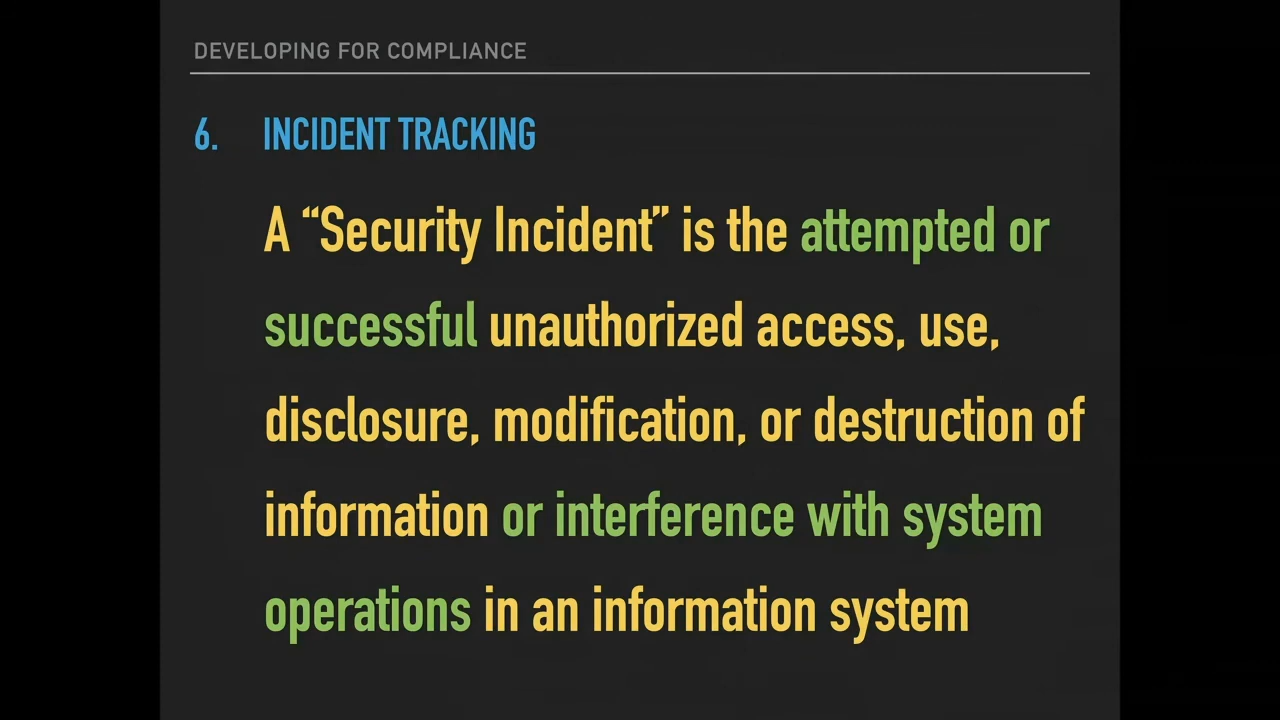 DEVELOPING FOR COMPLIANCE
6. INCIDENT TRACKING
A “Security Incident” is the attempted or
successful unauthorized access, use,
disclosure, modification, or destruction of
information or interference with system
operations in an information system